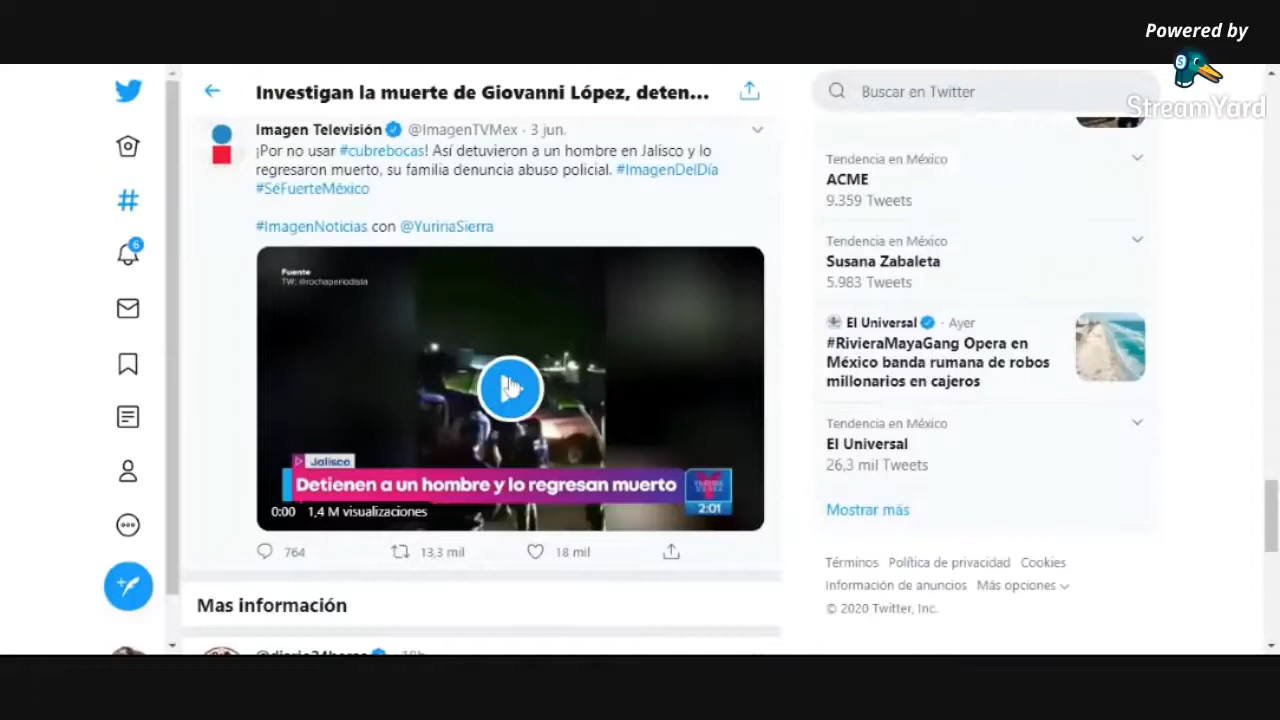 Powered by
StreamYard
Investigan la muerte de Giovanni López, deten...
Buscar en Twitter
Imagen Televisión @ImagenTVMex · 3 jun.
¡Por no usar #cubrebocas! Así detuvieron a un hombre en Jalisco y lo
regresaron muerto, su familia denuncia abuso policial. #ImagenDelDía
#SéFuerteMéxico
#ImagenNoticias con @YuririaSierra
Fuente
TW: @rochaperiodista
Jalisco
Detienen a un hombre y lo regresan muerto
2:01
0:00 1,4 M visualizaciones
764 13,3 mil 18 mil
Mas información
6
Tendencia en México
ACME
9.359 Tweets
Tendencia en México
Susana Zabaleta
5.983 Tweets
El Universal · Ayer
#RivieraMayaGang Opera en
México banda rumana de robos
millonarios en cajeros
Tendencia en México
El Universal
26,3 mil Tweets
Mostrar más
Términos Política de privacidad Cookies
Información de anuncios Más opciones
© 2020 Twitter, Inc.